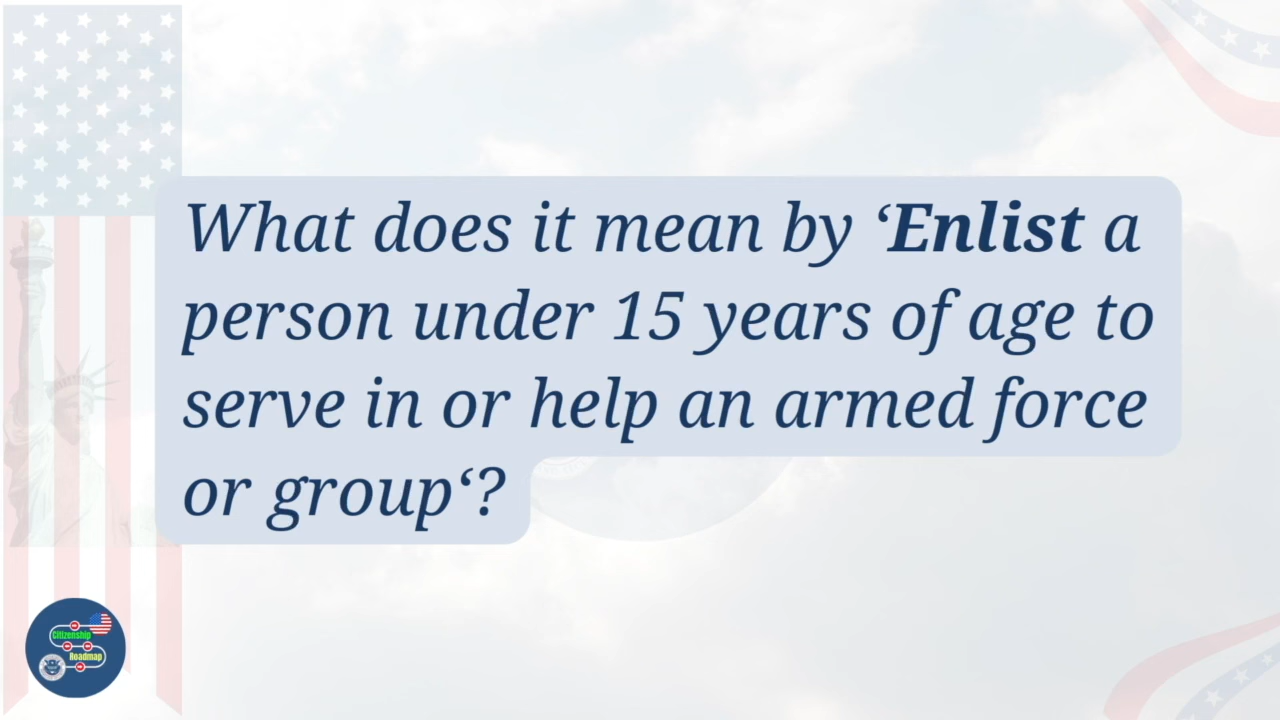 What does it mean by ‘Enlist a
person under 15 years of age to
serve in or help an armed force
or group‘?
Citizenship
Roadmap